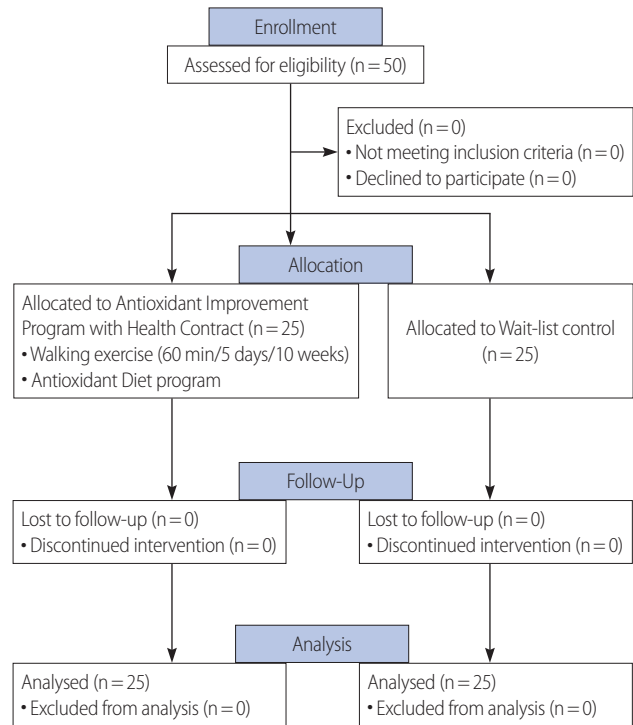 Enrollment
Assessed for eligibility (n=50)
Excluded (n=0)
• Not meeting inclusion criteria (n=0)
• Declined to participate (n=0)
Allocation
Allocated to Antioxidant Improvement
Program with Health Contract (n=25)
• Walking exercise (60 min/5 days/10 weeks)
• Antioxidant Diet program
Allocated to Wait-list control
(n=25)
Follow-Up
Lost to follow-up (n=0)
• Discontinued intervention (n=0)
Lost to follow-up (n=0)
• Discontinued intervention (n=0)
Analysis
Analysed (n=25)
• Excluded from analysis (n=0)
Analysed (n=25)
• Excluded from analysis (n=0)